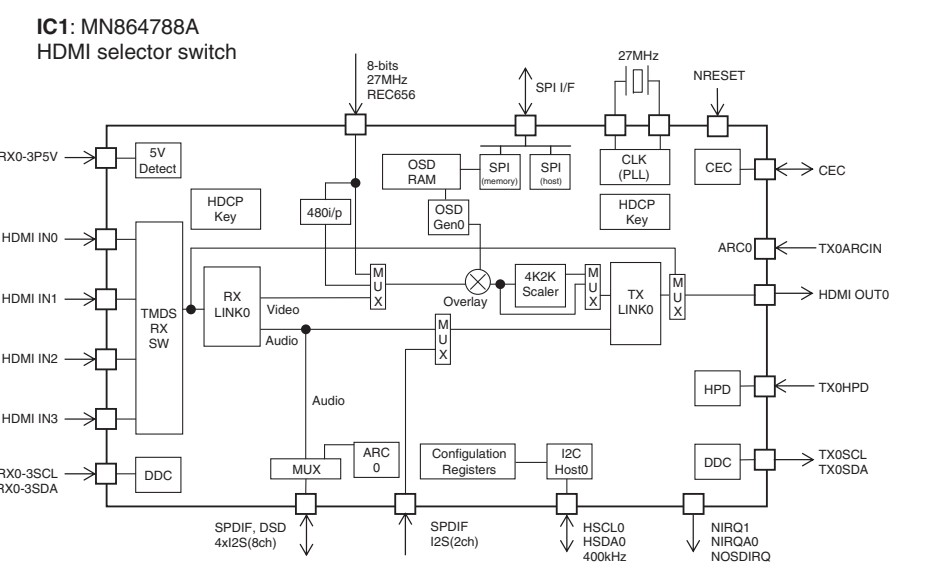 IC1: MN864788A
HDMI selector switch
8-bits
27MHz
REC656
SPI I/F
27MHz
NRESET
RX0-3P5V
5V
Detect
OSD
RAM
SPI
(memory)
SPI
(host)
CLK
(PLL)
CEC
CEC
HDCP
Key
480i/p
OSD
Gen0
HDCP
Key
HDMI IN0
ARC0
TX0ARCIN
HDMI IN1
TMDS
RX
SW
RX
LINK0
Video
Audio
MUX
Overlay
4K2K
Scaler
MUX
TX
LINK0
MUX
HDMI OUT0
MUX
HDMI IN2
HPD
TX0HPD
Audio
HDMI IN3
RX0-3SCL
RX0-3SDA
DDC
MUX
ARC
0
Configulation
Registers
I2C
Host0
DDC
TX0SCL
TX0SDA
SPDIF, DSD
4xI2S(8ch)
SPDIF
I2S(2ch)
HSCL0
HSDA0
400kHz
NIRQ1
NIRQA0
NOSDIRQ